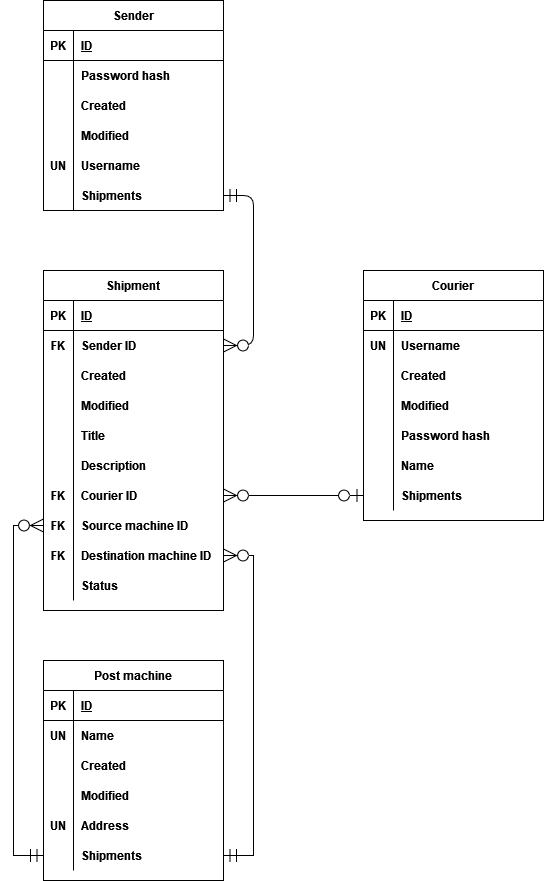 Sender
PK ID
Password hash
Created
Modified
UN Username
Shipments
Shipment
PK ID
FK Sender ID
Created
Modified
Title
Description
FK Courier ID
FK Source machine ID
FK Destination machine ID
Status
Courier
PK ID
UN Username
Created
Modified
Password hash
Name
Shipments
Post machine
PK ID
UN Name
Created
Modified
UN Address
Shipments